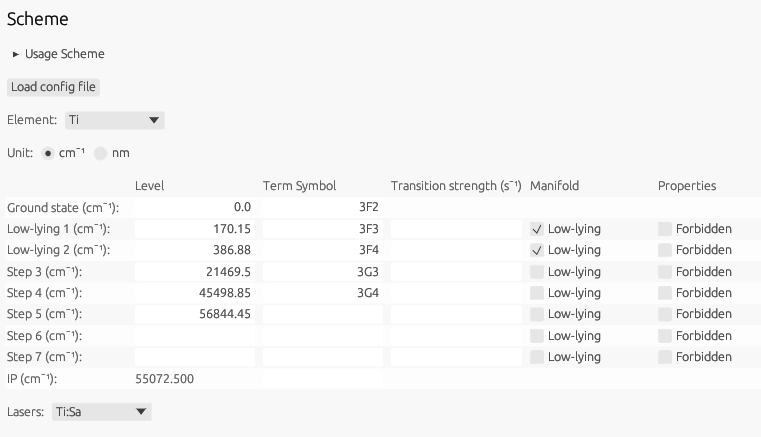 Scheme
▸ Usage Scheme
Load config file
Element: Ti
Unit: cm⁻¹ nm
Level Term Symbol Transition strength (s⁻¹) Manifold Properties
Ground state (cm⁻¹): 0.0 3F2
Low-lying 1 (cm⁻¹): 170.15 3F3 Low-lying Forbidden
Low-lying 2 (cm⁻¹): 386.88 3F4 Low-lying Forbidden
Step 3 (cm⁻¹): 21469.5 3G3 Low-lying Forbidden
Step 4 (cm⁻¹): 45498.85 3G4 Low-lying Forbidden
Step 5 (cm⁻¹): 56844.45 Low-lying Forbidden
Step 6 (cm⁻¹): Low-lying Forbidden
Step 7 (cm⁻¹): Low-lying Forbidden
IP (cm⁻¹): 55072.500
Lasers: Ti:Sa